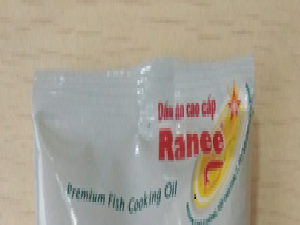 Dầu ăn cao cấp
Ranee
Premium Fish Cooking Oil